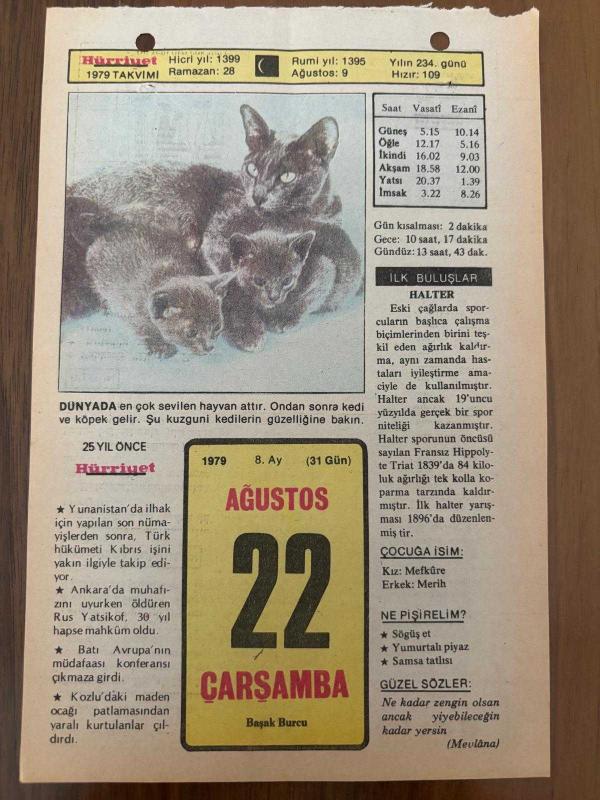 Hürriyet
1979 TAKVİMİ
Hicri yıl: 1399
Ramazan: 28
Rumi yıl: 1395
Ağustos: 9
Yılın 234. günü
Hızır: 109
Saat Vasatî Ezanî
Güneş 5.15 10.14
Öğle 12.17 5.16
İkindi 16.02 9.03
Akşam 18.58 12.00
Yatsı 20.37 1.39
İmsak 3.22 8.26
Gün kısalması: 2 dakika
Gece: 10 saat, 17 dakika
Gündüz: 13 saat, 43 dak.
DÜNYADA en çok sevilen hayvan attır. Ondan sonra kedi
ve köpek gelir. Şu kuzguni kedilerin güzelliğine bakın.
25 YIL ÖNCE
Hürriyet
★ Yunanistan'da ilhak
için yapılan son nüma-
yişlerden sonra, Türk
hükümeti Kıbrıs işini
yakın ilgiyle takip edi-
yor.
★ Ankara'da muhafı-
zını uyurken öldüren
Rus Yatsikof, 30 yıl
hapse mahkûm oldu.
★ Batı Avrupa'nın
müdafaası konferansı
çıkmaza girdi.
★ Kozlu'daki maden
ocağı patlamasından
yaralı kurtulanlar çıl-
dırdı.
1979 8. Ay (31 Gün)
AĞUSTOS
22
ÇARŞAMBA
Başak Burcu
İLK BULUŞLAR
HALTER
Eski çağlarda spor-
cuların başlıca çalışma
biçimlerinden birini teş-
kil eden ağırlık kaldır-
ma, aynı zamanda has-
taları iyileştirme ama-
ciyle de kullanılmıştır.
Halter ancak 19'uncu
yüzyılda gerçek bir spor
niteliği kazanmıştır.
Halter sporunun öncüsü
sayılan Fransız Hippoly-
te Triat 1839'da 84 kilo-
luk ağırlığı tek kolla ko-
parma tarzında kaldır-
mıştır. İlk halter yarış-
ması 1896'da düzenlen-
miş tir.
ÇOCUĞA İSİM:
Kız: Mefkûre
Erkek: Merih
NE PİŞİRELİM?
★ Söğüş et
★ Yumurtalı piyaz
★ Samsa tatlısı
GÜZEL SÖZLER:
Ne kadar zengin olsan
ancak yiyebileceğin
kadar yersin
(Mevlâna)